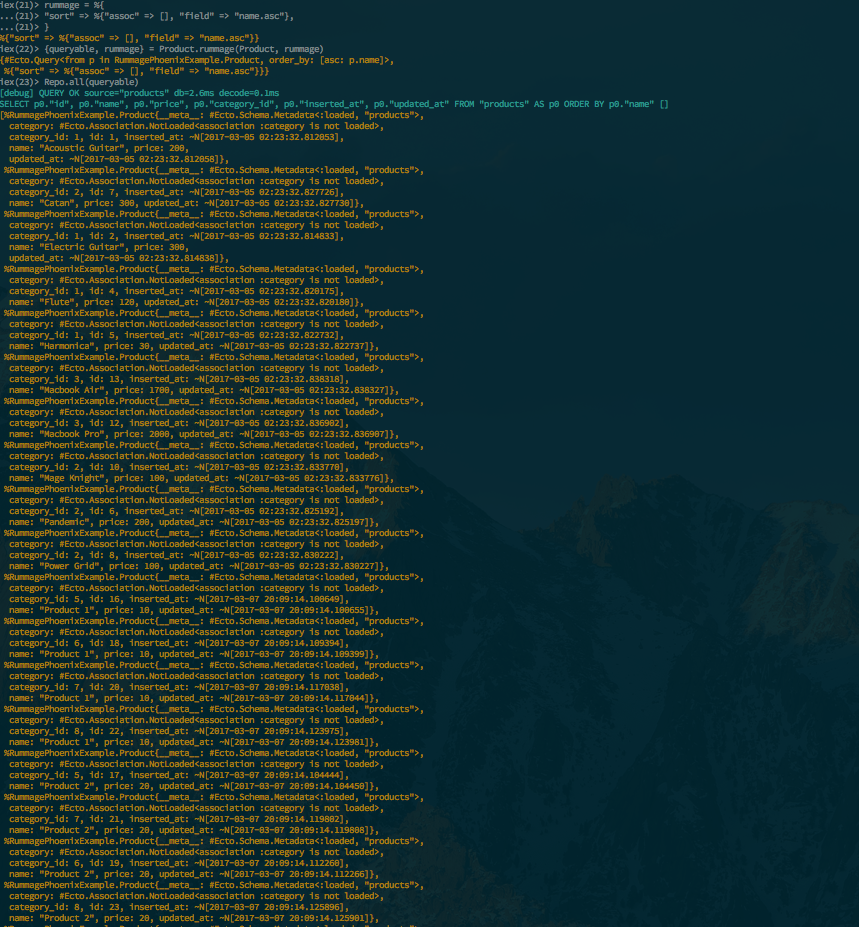 iex(21)> rummage = %{
...(21)> "sort" => %{"assoc" => [], "field" => "name.asc"},
...(21)> }
%{"sort" => %{"assoc" => [], "field" => "name.asc"}}
iex(22)> {queryable, rummage} = Product.rummage(Product, rummage)
{#Ecto.Query<from p in RummagePhoenixExample.Product, order_by: [asc: p.name]>,
 %{"sort" => %{"assoc" => [], "field" => "name.asc"}}}
iex(23)> Repo.all(queryable)
[debug] QUERY OK source="products" db=2.6ms decode=0.1ms
SELECT p0."id", p0."name", p0."price", p0."category_id", p0."inserted_at", p0."updated_at" FROM "products" AS p0 ORDER BY p0."name" []
[%RummagePhoenixExample.Product{__meta__: #Ecto.Schema.Metadata<:loaded, "products">,
  category: #Ecto.Association.NotLoaded<association :category is not loaded>,
  category_id: 1, id: 1, inserted_at: ~N[2017-03-05 02:23:32.812053],
  name: "Acoustic Guitar", price: 200,
  updated_at: ~N[2017-03-05 02:23:32.812058]},
 %RummagePhoenixExample.Product{__meta__: #Ecto.Schema.Metadata<:loaded, "products">,
  category: #Ecto.Association.NotLoaded<association :category is not loaded>,
  category_id: 2, id: 7, inserted_at: ~N[2017-03-05 02:23:32.827726],
  name: "Catan", price: 300, updated_at: ~N[2017-03-05 02:23:32.827730]},
 %RummagePhoenixExample.Product{__meta__: #Ecto.Schema.Metadata<:loaded, "products">,
  category: #Ecto.Association.NotLoaded<association :category is not loaded>,
  category_id: 1, id: 2, inserted_at: ~N[2017-03-05 02:23:32.814833],
  name: "Electric Guitar", price: 300,
  updated_at: ~N[2017-03-05 02:23:32.814838]},
 %RummagePhoenixExample.Product{__meta__: #Ecto.Schema.Metadata<:loaded, "products">,
  category: #Ecto.Association.NotLoaded<association :category is not loaded>,
  category_id: 1, id: 4, inserted_at: ~N[2017-03-05 02:23:32.820175],
  name: "Flute", price: 120, updated_at: ~N[2017-03-05 02:23:32.820180]},
 %RummagePhoenixExample.Product{__meta__: #Ecto.Schema.Metadata<:loaded, "products">,
  category: #Ecto.Association.NotLoaded<association :category is not loaded>,
  category_id: 1, id: 5, inserted_at: ~N[2017-03-05 02:23:32.822732],
  name: "Harmonica", price: 30, updated_at: ~N[2017-03-05 02:23:32.822737]},
 %RummagePhoenixExample.Product{__meta__: #Ecto.Schema.Metadata<:loaded, "products">,
  category: #Ecto.Association.NotLoaded<association :category is not loaded>,
  category_id: 3, id: 13, inserted_at: ~N[2017-03-05 02:23:32.838318],
  name: "Macbook Air", price: 1700, updated_at: ~N[2017-03-05 02:23:32.838327]},
 %RummagePhoenixExample.Product{__meta__: #Ecto.Schema.Metadata<:loaded, "products">,
  category: #Ecto.Association.NotLoaded<association :category is not loaded>,
  category_id: 3, id: 12, inserted_at: ~N[2017-03-05 02:23:32.836902],
  name: "Macbook Pro", price: 2000, updated_at: ~N[2017-03-05 02:23:32.836907]},
 %RummagePhoenixExample.Product{__meta__: #Ecto.Schema.Metadata<:loaded, "products">,
  category: #Ecto.Association.NotLoaded<association :category is not loaded>,
  category_id: 2, id: 10, inserted_at: ~N[2017-03-05 02:23:32.833770],
  name: "Mage Knight", price: 100, updated_at: ~N[2017-03-05 02:23:32.833776]},
 %RummagePhoenixExample.Product{__meta__: #Ecto.Schema.Metadata<:loaded, "products">,
  category: #Ecto.Association.NotLoaded<association :category is not loaded>,
  category_id: 2, id: 6, inserted_at: ~N[2017-03-05 02:23:32.825192],
  name: "Pandemic", price: 200, updated_at: ~N[2017-03-05 02:23:32.825197]},
 %RummagePhoenixExample.Product{__meta__: #Ecto.Schema.Metadata<:loaded, "products">,
  category: #Ecto.Association.NotLoaded<association :category is not loaded>,
  category_id: 2, id: 8, inserted_at: ~N[2017-03-05 02:23:32.830222],
  name: "Power Grid", price: 100, updated_at: ~N[2017-03-05 02:23:32.830227]},
 %RummagePhoenixExample.Product{__meta__: #Ecto.Schema.Metadata<:loaded, "products">,
  category: #Ecto.Association.NotLoaded<association :category is not loaded>,
  category_id: 5, id: 16, inserted_at: ~N[2017-03-07 20:09:14.100649],
  name: "Product 1", price: 10, updated_at: ~N[2017-03-07 20:09:14.100655]},
 %RummagePhoenixExample.Product{__meta__: #Ecto.Schema.Metadata<:loaded, "products">,
  category: #Ecto.Association.NotLoaded<association :category is not loaded>,
  category_id: 6, id: 18, inserted_at: ~N[2017-03-07 20:09:14.109394],
  name: "Product 1", price: 10, updated_at: ~N[2017-03-07 20:09:14.109399]},
 %RummagePhoenixExample.Product{__meta__: #Ecto.Schema.Metadata<:loaded, "products">,
  category: #Ecto.Association.NotLoaded<association :category is not loaded>,
  category_id: 7, id: 20, inserted_at: ~N[2017-03-07 20:09:14.117038],
  name: "Product 1", price: 10, updated_at: ~N[2017-03-07 20:09:14.117044]},
 %RummagePhoenixExample.Product{__meta__: #Ecto.Schema.Metadata<:loaded, "products">,
  category: #Ecto.Association.NotLoaded<association :category is not loaded>,
  category_id: 8, id: 22, inserted_at: ~N[2017-03-07 20:09:14.123975],
  name: "Product 1", price: 10, updated_at: ~N[2017-03-07 20:09:14.123981]},
 %RummagePhoenixExample.Product{__meta__: #Ecto.Schema.Metadata<:loaded, "products">,
  category: #Ecto.Association.NotLoaded<association :category is not loaded>,
  category_id: 5, id: 17, inserted_at: ~N[2017-03-07 20:09:14.104444],
  name: "Product 2", price: 20, updated_at: ~N[2017-03-07 20:09:14.104450]},
 %RummagePhoenixExample.Product{__meta__: #Ecto.Schema.Metadata<:loaded, "products">,
  category: #Ecto.Association.NotLoaded<association :category is not loaded>,
  category_id: 7, id: 21, inserted_at: ~N[2017-03-07 20:09:14.119802],
  name: "Product 2", price: 20, updated_at: ~N[2017-03-07 20:09:14.119808]},
 %RummagePhoenixExample.Product{__meta__: #Ecto.Schema.Metadata<:loaded, "products">,
  category: #Ecto.Association.NotLoaded<association :category is not loaded>,
  category_id: 6, id: 19, inserted_at: ~N[2017-03-07 20:09:14.112260],
  name: "Product 2", price: 20, updated_at: ~N[2017-03-07 20:09:14.112266]},
 %RummagePhoenixExample.Product{__meta__: #Ecto.Schema.Metadata<:loaded, "products">,
  category: #Ecto.Association.NotLoaded<association :category is not loaded>,
  category_id: 8, id: 23, inserted_at: ~N[2017-03-07 20:09:14.125896],
  name: "Product 2", price: 20, updated_at: ~N[2017-03-07 20:09:14.125901]},